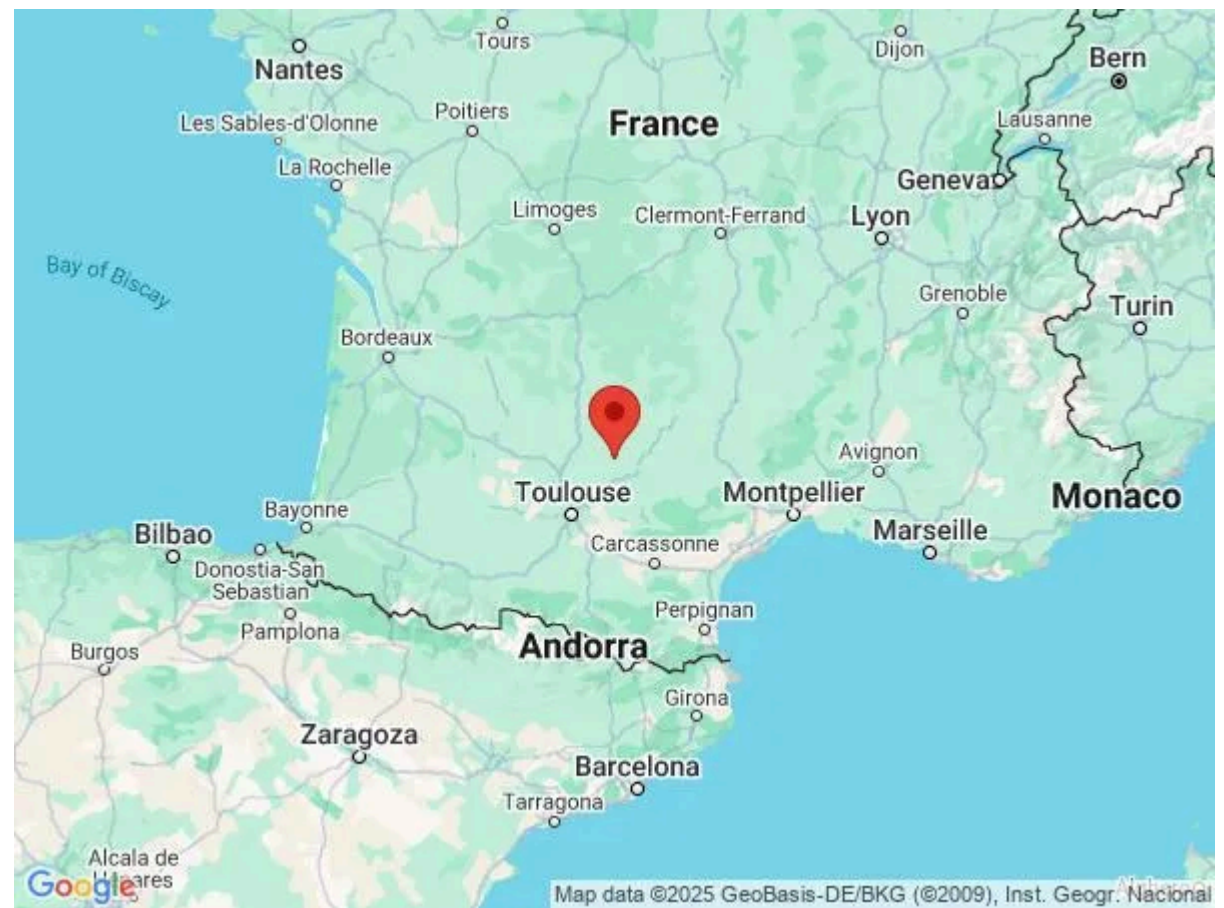 Tours
Dijon
Nantes
Bern
Poitiers
France
Les Sables-d'Olonne
Lausanne
La Rochelle
Geneva
Limoges
Clermont-Ferrand
Lyon
Bay of Biscay
Grenoble
Turin
Bordeaux
Avignon
Toulouse
Montpellier
Monaco
Bayonne
Bilbao
Marseille
Carcassonne
Donostia-San
Sebastian
Perpignan
Pamplona
Andorra
Burgos
Girona
Zaragoza
Barcelona
Tarragona
Alcala de
Google
Map data ©2025 GeoBasis-DE/BKG (©2009), Inst. Geogr. Nacional